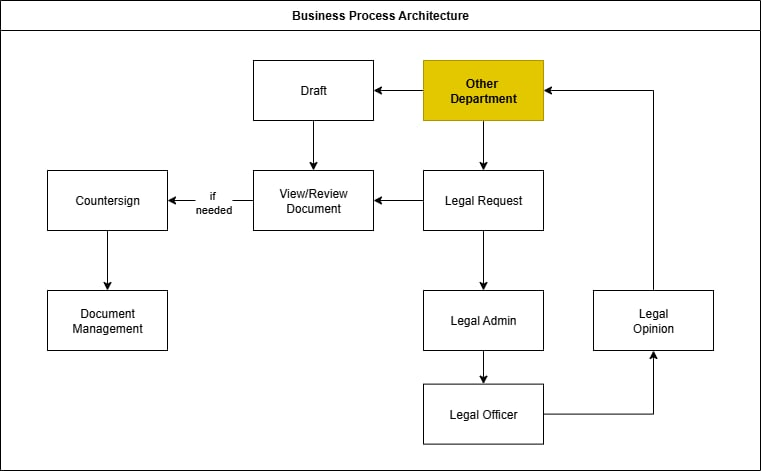 Business Process Architecture
Draft
Other
Department
Countersign
if
needed
View/Review
Document
Legal Request
Document
Management
Legal Admin
Legal
Opinion
Legal Officer